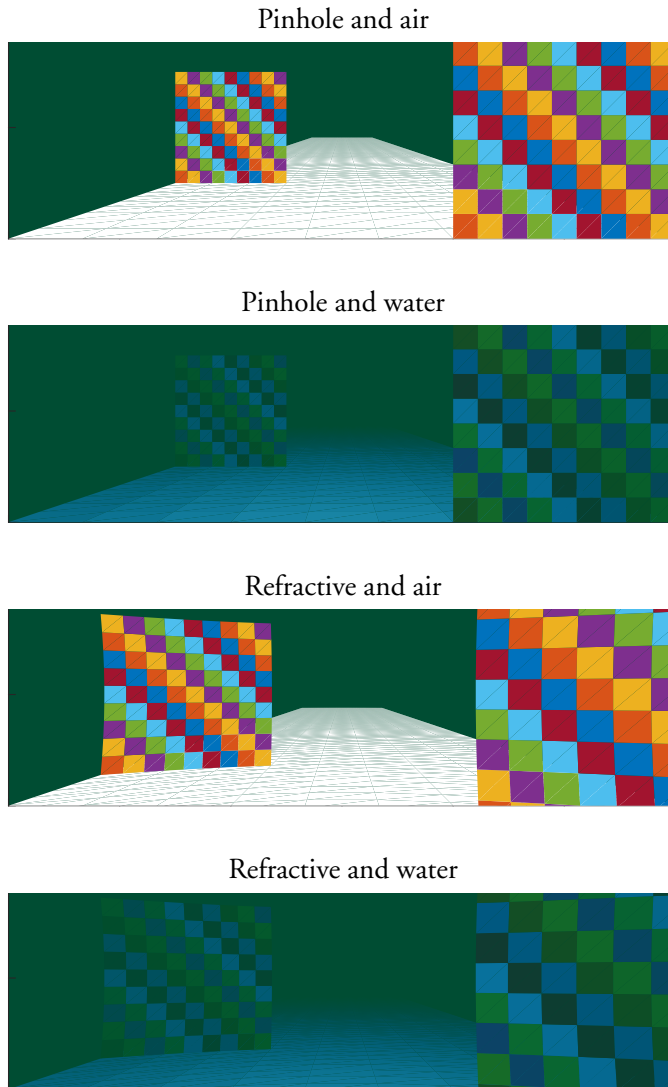 Pinhole and air
Pinhole and water
Refractive and air
Refractive and water